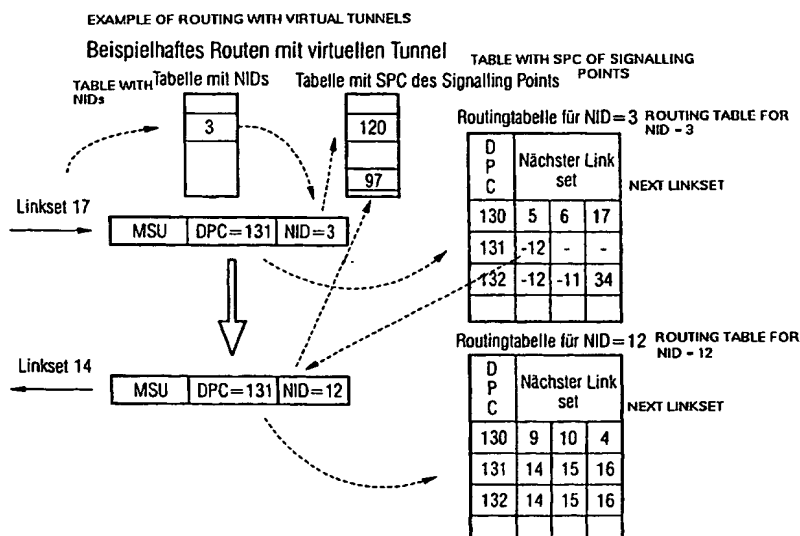 EXAMPLE OF ROUTING WITH VIRTUAL TUNNELS
Beispielhaftes Routen mit virtuellen Tunnel
TABLE WITH SPC OF SIGNALLING
POINTS
TABLE WITH
NIDs
Tabelle mit NIDs
Tabelle mit SPC des Signalling Points
3
120
97
Linkset 17
MSU DPC=131 NID=3
Linkset 14
MSU DPC=131 NID=12
Routingtabelle für NID=3
ROUTING TABLE FOR
NID - 3
D
P
C
Nächster Link
set
NEXT LINKSET
130 5 6 17
131 -12 - -
132 -12 -11 34
Routingtabelle für NID=12
ROUTING TABLE FOR
NID - 12
D
P
C
Nächster Link
set
NEXT LINKSET
130 9 10 4
131 14 15 16
132 14 15 16